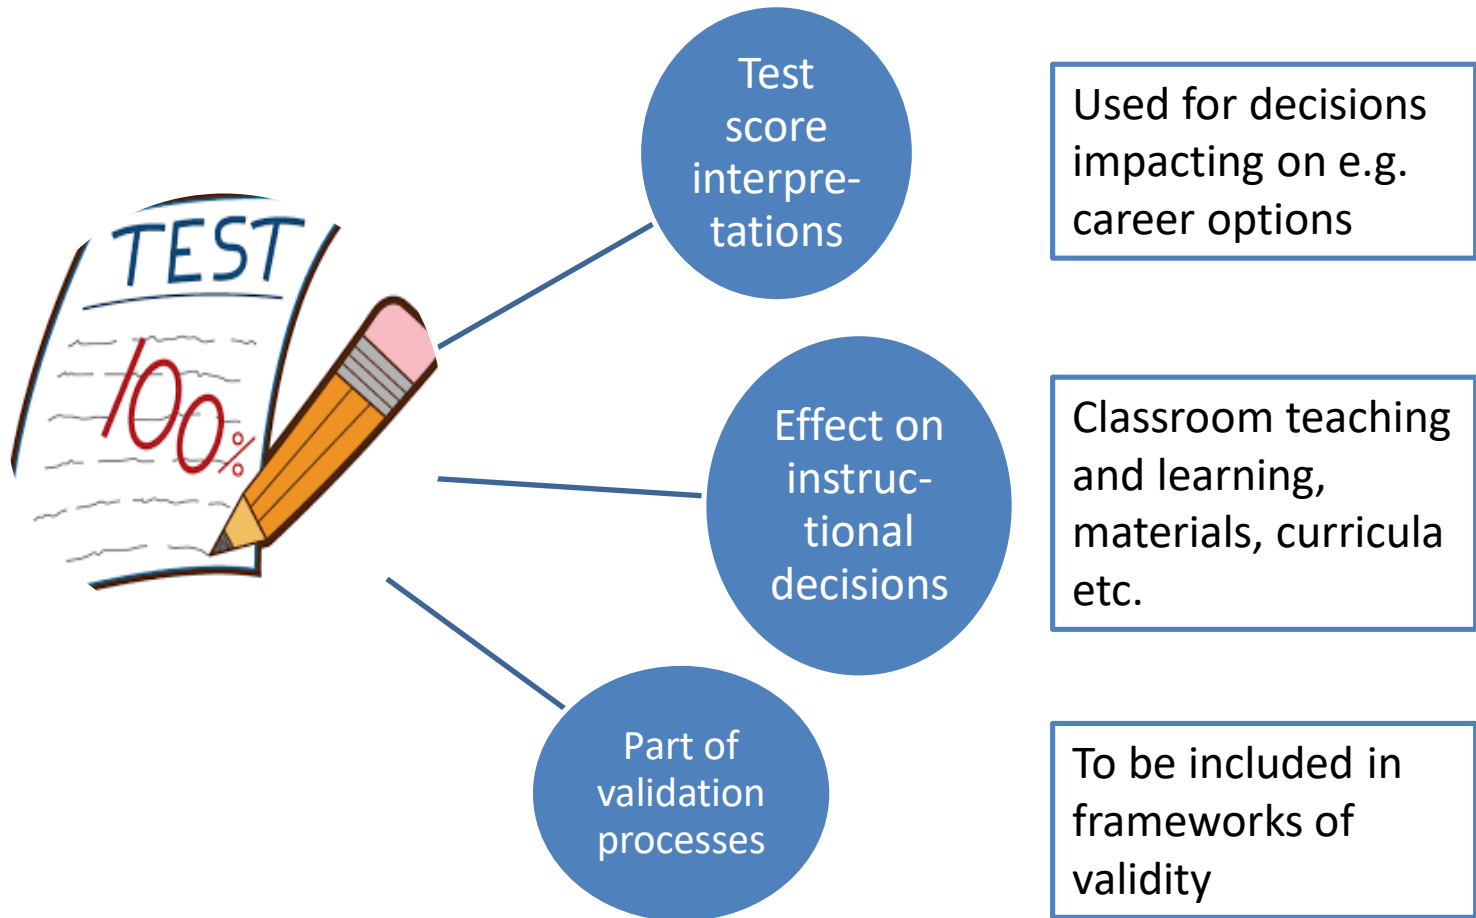 TEST
100%
Test
score
interpre-
tations
Used for decisions
impacting on e.g.
career options
Effect on
instruc-
tional
decisions
Classroom teaching
and learning,
materials, curricula
etc.
Part of
validation
processes
To be included in
frameworks of
validity